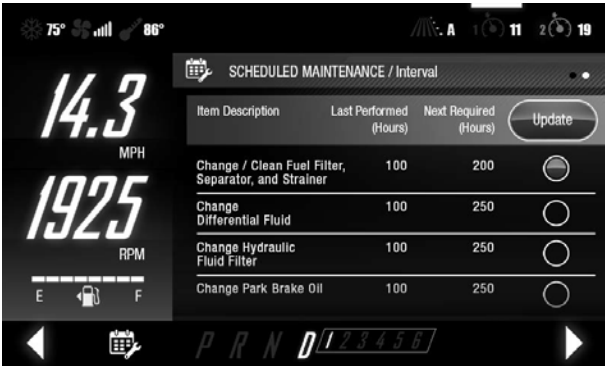 75° 86° A 1 11 2 19
SCHEDULED MAINTENANCE / Interval
14.3
MPH
1925
RPM
E F
Item Description Last Performed (Hours) Next Required (Hours) Update
Change / Clean Fuel Filter, Separator, and Strainer 100 200
Change Differential Fluid 100 250
Change Hydraulic Fluid Filter 100 250
Change Park Brake Oil 100 250
P R N D 1 2 3 4 5 6